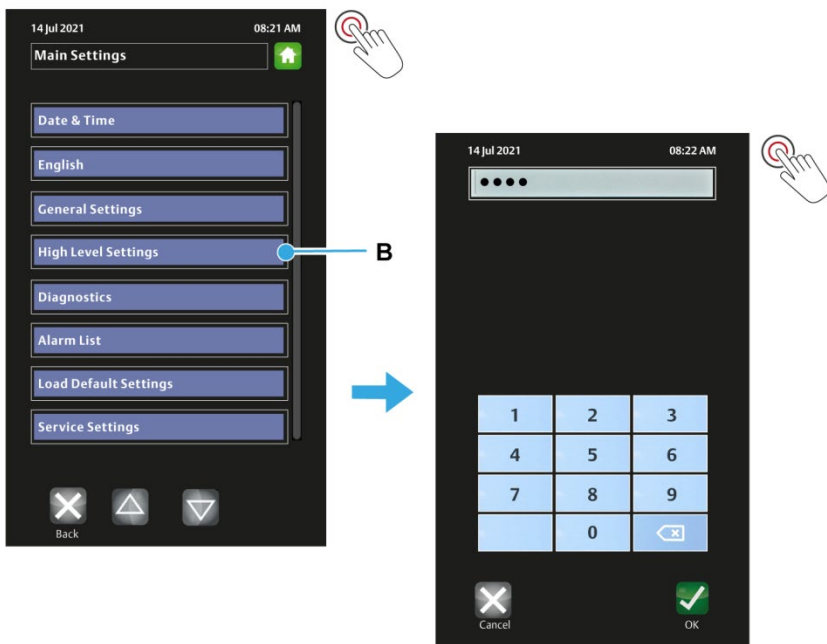 14 Jul 2021 08:21 AM
Main Settings
Date & Time
English
General Settings
High Level Settings
B
Diagnostics
Alarm List
Load Default Settings
Service Settings
Back
14 Jul 2021 08:22 AM
••••
1 2 3
4 5 6
7 8 9
0
Cancel OK